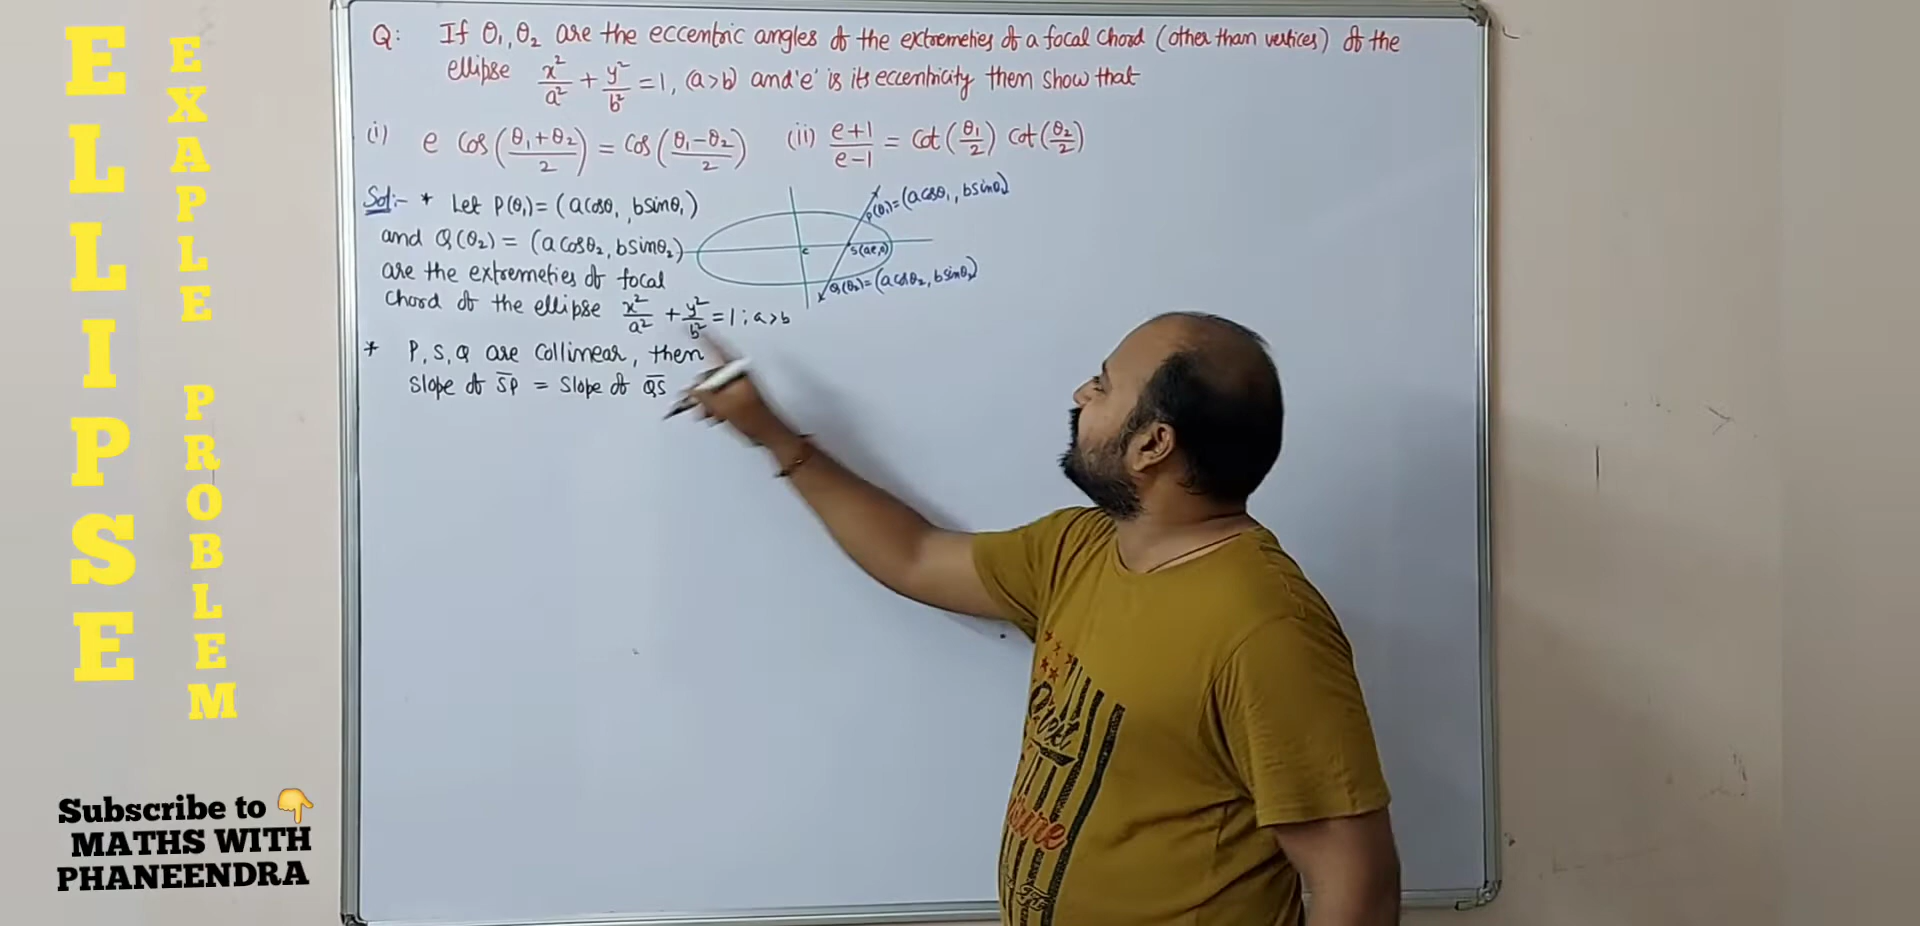 ELLIPSE
EXAPLE PROBLEM
Q: If θ₁, θ₂ are the eccentric angles of the extremeties of a focal chord (other than vertices) of the
ellipse x²/a² + y²/b² = 1, (a>b) and 'e' is its eccentricity then show that
(i) e cos(θ₁+θ₂/2) = cos(θ₁-θ₂/2) (ii) e+1/e-1 = cot(θ₁/2) cot(θ₂/2)
Sol:- * Let P(θ₁) = (a cosθ₁, b sinθ₁)
and Q(θ₂) = (a cosθ₂, b sinθ₂)
are the extremeties of focal
chord of the ellipse x²/a² + y²/b² = 1; a>b
* P, S, Q are collinear, then
slope of SP = slope of QS
P(θ₁)=(a cosθ₁, b sinθ₁)
C
S(ae,0)
Q(θ₂)=(a cosθ₂, b sinθ₂)
Subscribe to 👇
MATHS WITH
PHANEENDRA